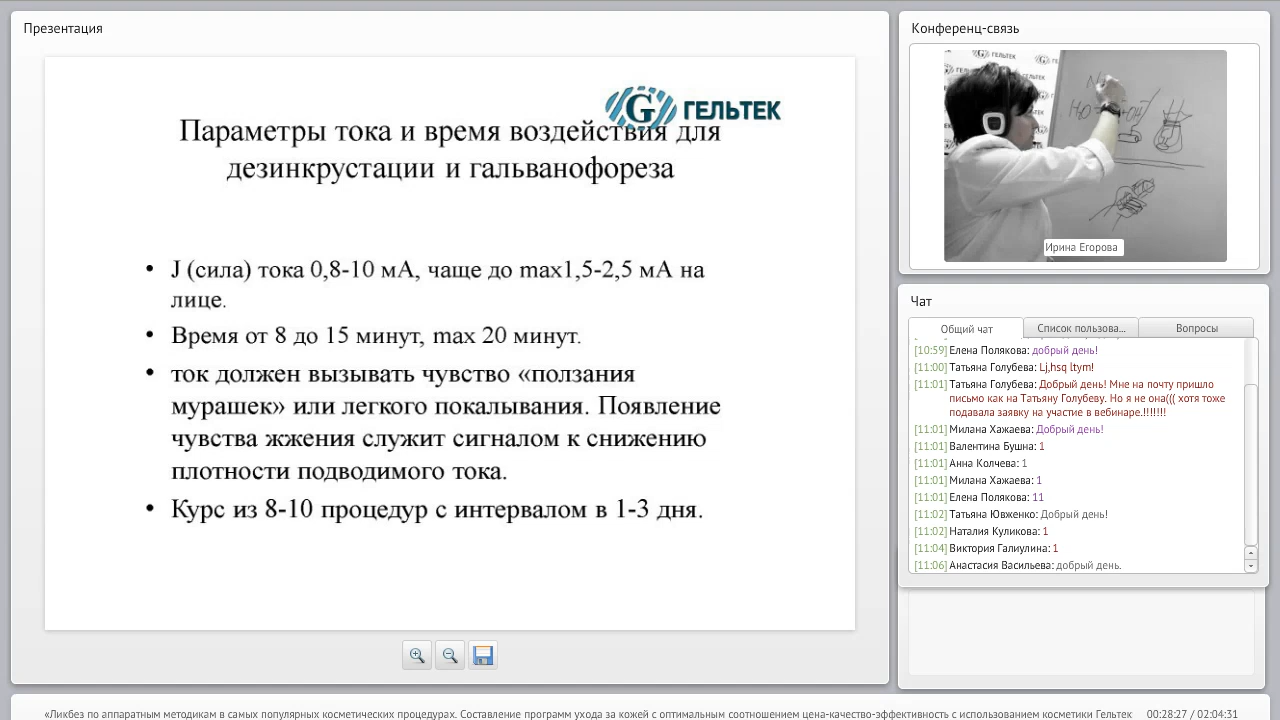 Презентация
ГЕЛЬТЕК
Параметры тока и время воздействия для
дезинкрустации и гальванофореза
• J (сила) тока 0,8-10 мА, чаще до max1,5-2,5 мА на
лице.
• Время от 8 до 15 минут, max 20 минут.
• ток должен вызывать чувство «ползания
мурашек» или легкого покалывания. Появление
чувства жжения служит сигналом к снижению
плотности подводимого тока.
• Курс из 8-10 процедур с интервалом в 1-3 дня.
Конференц-связь
Ирина Егорова
Чат
Общий чат
Список пользова...
Вопросы
[10:59] Елена Полякова: добрый день!
[11:00] Татьяна Голубева: Lj,hsq ltym!
[11:01] Татьяна Голубева: Добрый день! Мне на почту пришло
письмо как на Татьяну Голубеву. Но я не она((( хотя тоже
подавала заявку на участие в вебинаре.!!!!!!!
[11:01] Милана Хажаева: Добрый день!
[11:01] Валентина Бушна: 1
[11:01] Анна Колчева: 1
[11:01] Милана Хажаева: 1
[11:01] Елена Полякова: 11
[11:02] Татьяна Ювженко: Добрый день!
[11:02] Наталия Куликова: 1
[11:04] Виктория Галиулина: 1
[11:06] Анастасия Васильева: добрый день.
«Ликбез по аппаратным методикам в самых популярных косметических процедурах. Составление программ ухода за кожей с оптимальным соотношением цена-качество-эффективность с использованием косметики Гельтек
00:28:27 / 02:04:31